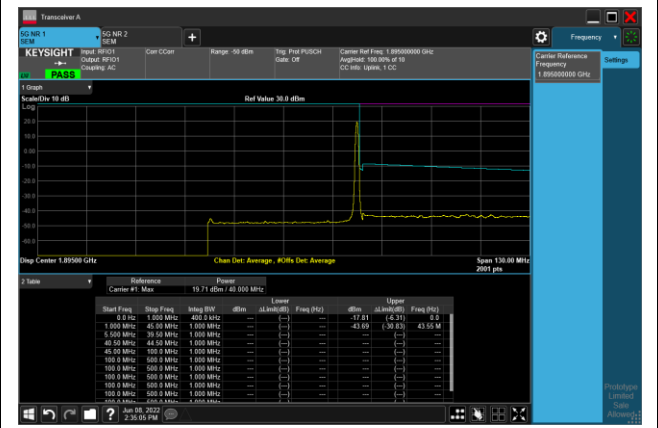 Transceiver A
5G NR 1
SEM
5G NR 2
SEM
Frequency
KEYSIGHT
Input: RFIO1
Output: RFIO1
Coupling: AC
Corr CCorr
Range: -50 dBm
Trig: Prot PUSCH
Gate: Off
Carrier Ref Freq: 1.895000000 GHz
Avg|Hold: 100.00% of 10
CC Info: Uplink, 1 CC
PASS
Carrier Reference
Frequency
1.895000000 GHz
Settings
1 Graph
Scale/Div 10 dB
Ref Value 30.0 dBm
Log
20.0
10.0
0.00
-10.0
-20.0
-30.0
-40.0
-50.0
-60.0
Disp Center 1.89500 GHz
Chan Det: Average , #Offs Det: Average
Span 130.00 MHz
2001 pts
2 Table
Reference Power
Carrier #1: Max 19.71 dBm / 40.000 MHz
Lower Upper
Start Freq Stop Freq Integ BW dBm ΔLimit(dB) Freq (Hz) dBm ΔLimit(dB) Freq (Hz)
0.0 Hz 1.000 MHz 400.0 kHz --- (---) --- -17.81 (-6.31) 0.0
1.000 MHz 45.00 MHz 1.000 MHz --- (---) --- -43.69 (-30.83) 43.55 M
5.500 MHz 39.50 MHz 1.000 MHz --- (---) --- --- (---) ---
40.50 MHz 44.50 MHz 1.000 MHz --- (---) --- --- (---) ---
45.00 MHz 100.0 MHz 1.000 MHz --- (---) --- --- (---) ---
100.0 MHz 500.0 MHz 1.000 MHz --- (---) --- --- (---) ---
100.0 MHz 500.0 MHz 1.000 MHz --- (---) --- --- (---) ---
100.0 MHz 500.0 MHz 1.000 MHz --- (---) --- --- (---) ---
100.0 MHz 500.0 MHz 1.000 MHz --- (---) --- --- (---) ---
Jun 08, 2022
2:35:05 PM
Prototype
Limited
Sale
Allowed